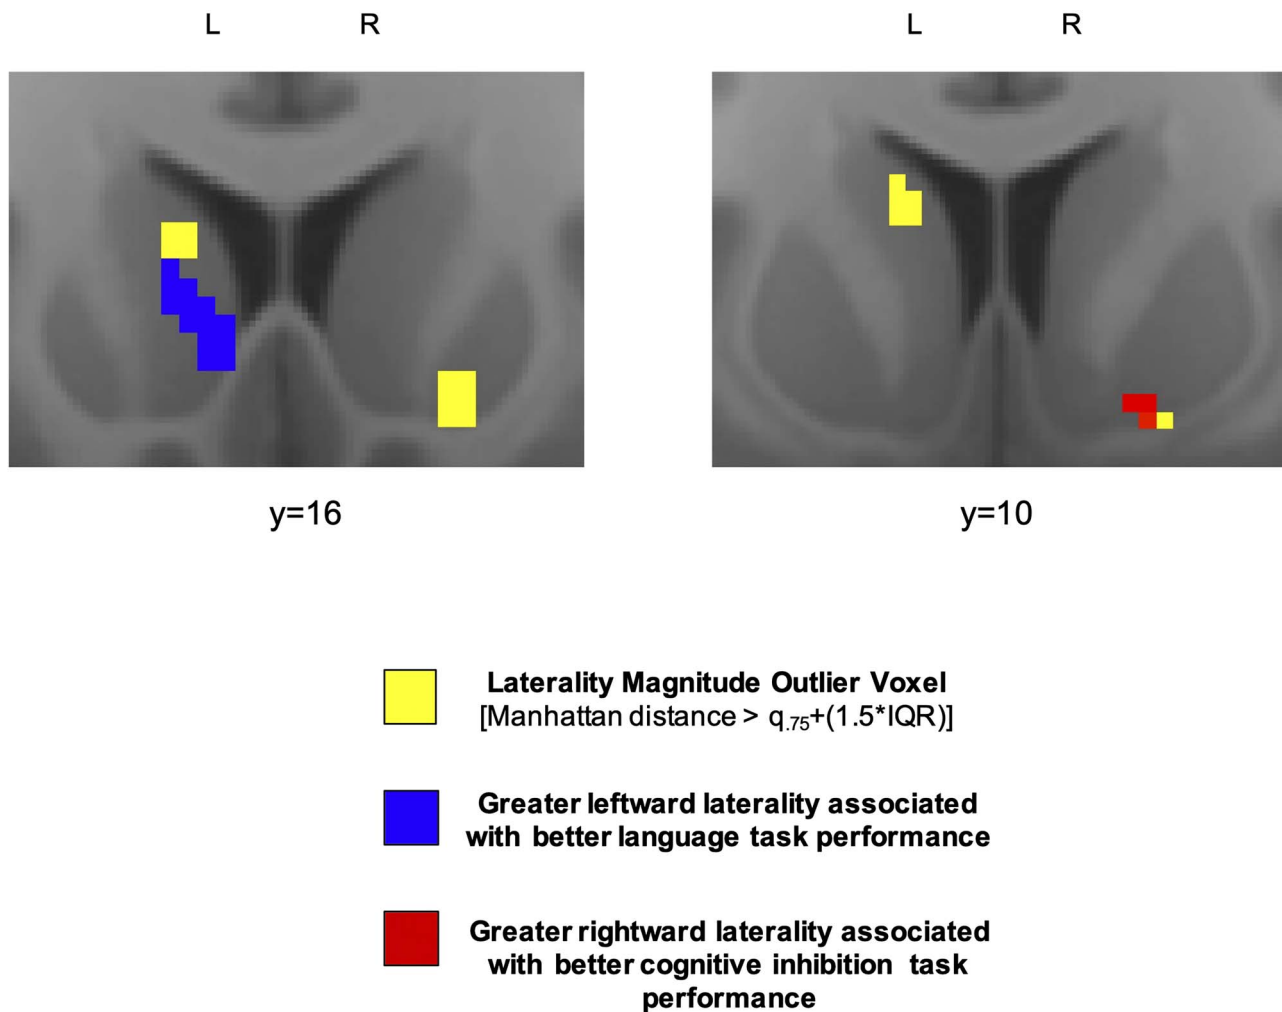 L R L R
y=16 y=10
Laterality Magnitude Outlier Voxel
[Manhattan distance > q.75+(1.5*IQR)]
Greater leftward laterality associated
with better language task performance
Greater rightward laterality associated
with better cognitive inhibition task
performance